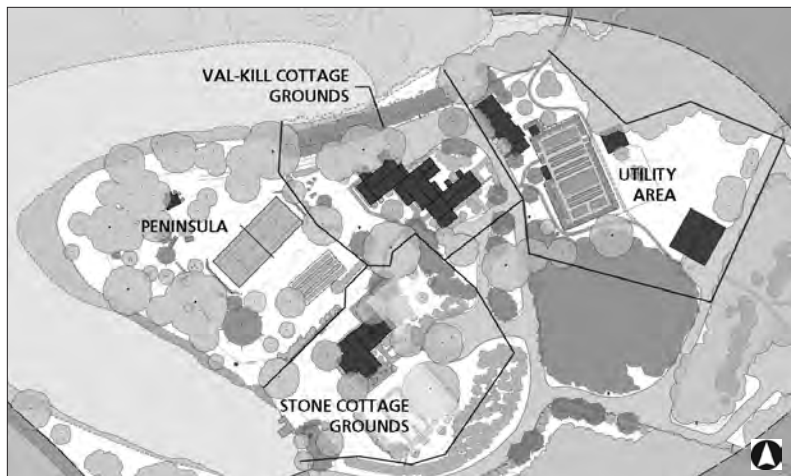 VAL-KILL COTTAGE
GROUNDS
UTILITY
AREA
PENINSULA
STONE COTTAGE
GROUNDS